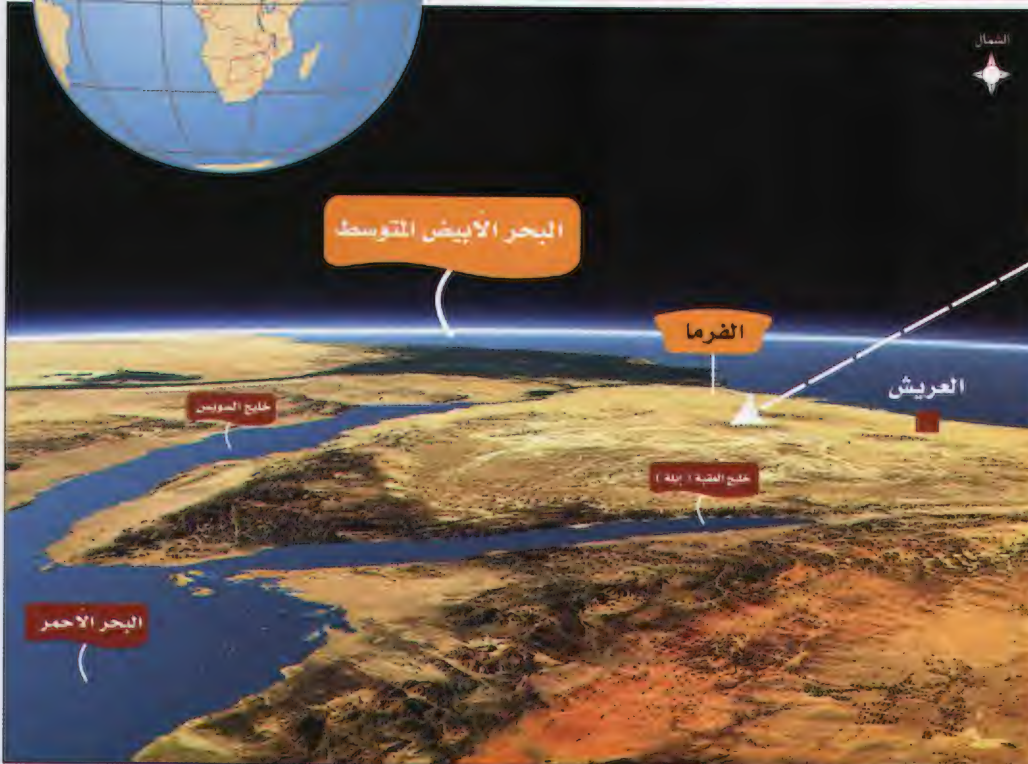 الشمال
البحر الأبيض المتوسط
الفرما
العريش
خليج السويس
خليج العقبة ( إيلة )
البحر الأحمر